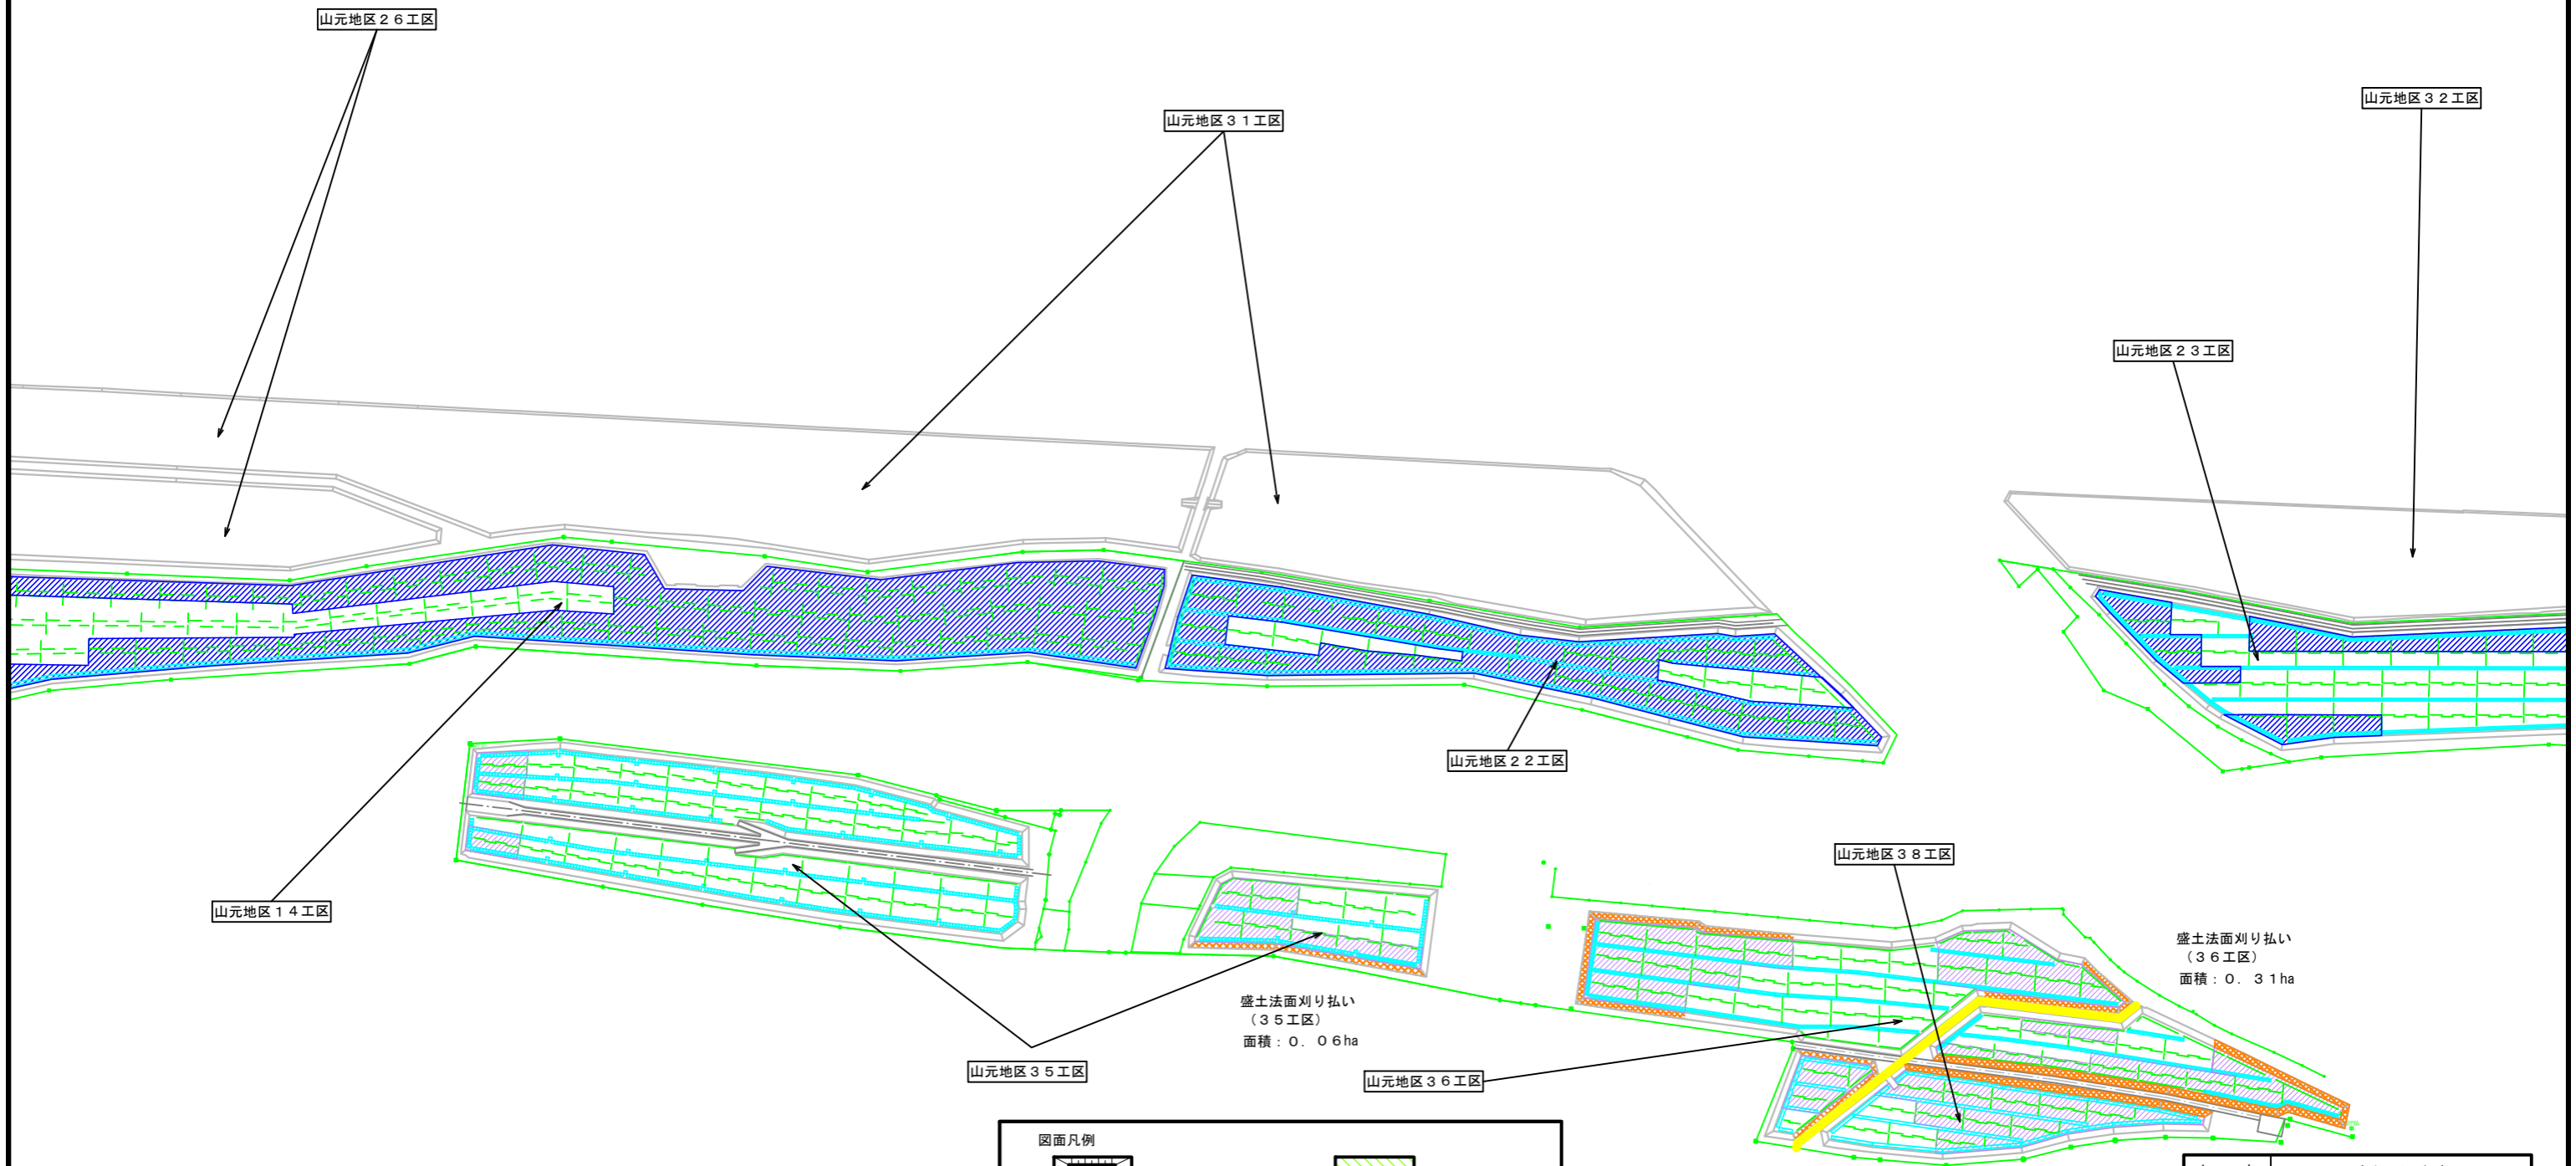 山元地区２６工区
山元地区３２工区
山元地区３１工区
山元地区２３工区
山元地区２２工区
山元地区３８工区
山元地区１４工区
盛土法面刈り払い
（３６工区）
面積：０．３１ha
盛土法面刈り払い
（３５工区）
面積：０．０６ha
山元地区３５工区
山元地区３６工区
図面凡例